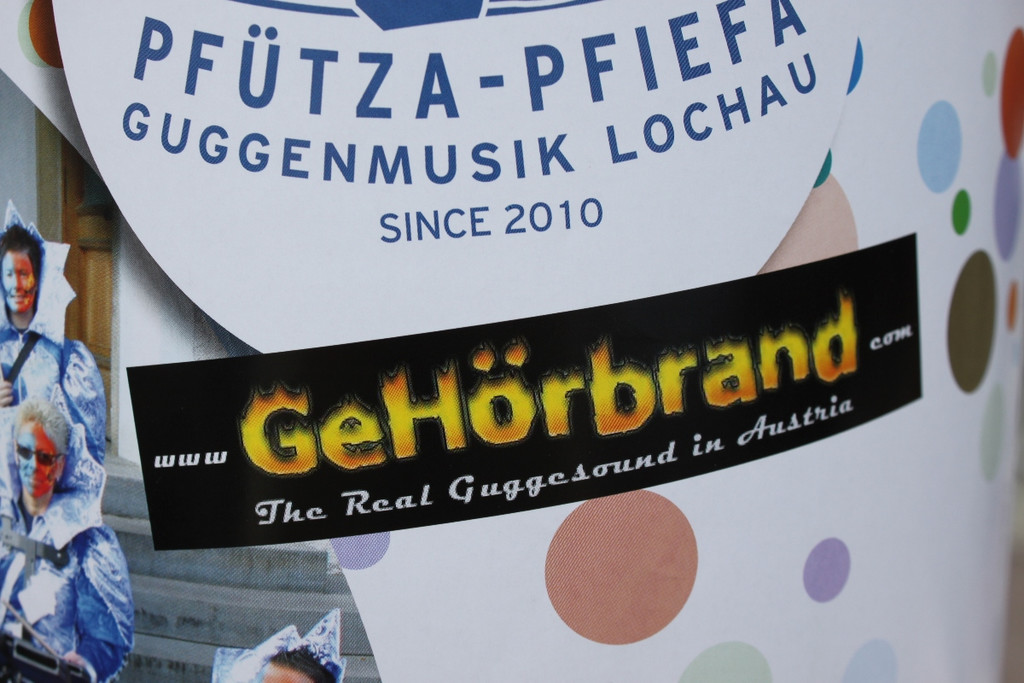 PFÜTZA-PFIEFA
GUGGENMUSIK LOCHAU
SINCE 2010
www GeHörbrand com
The Real Guggesound in Austria